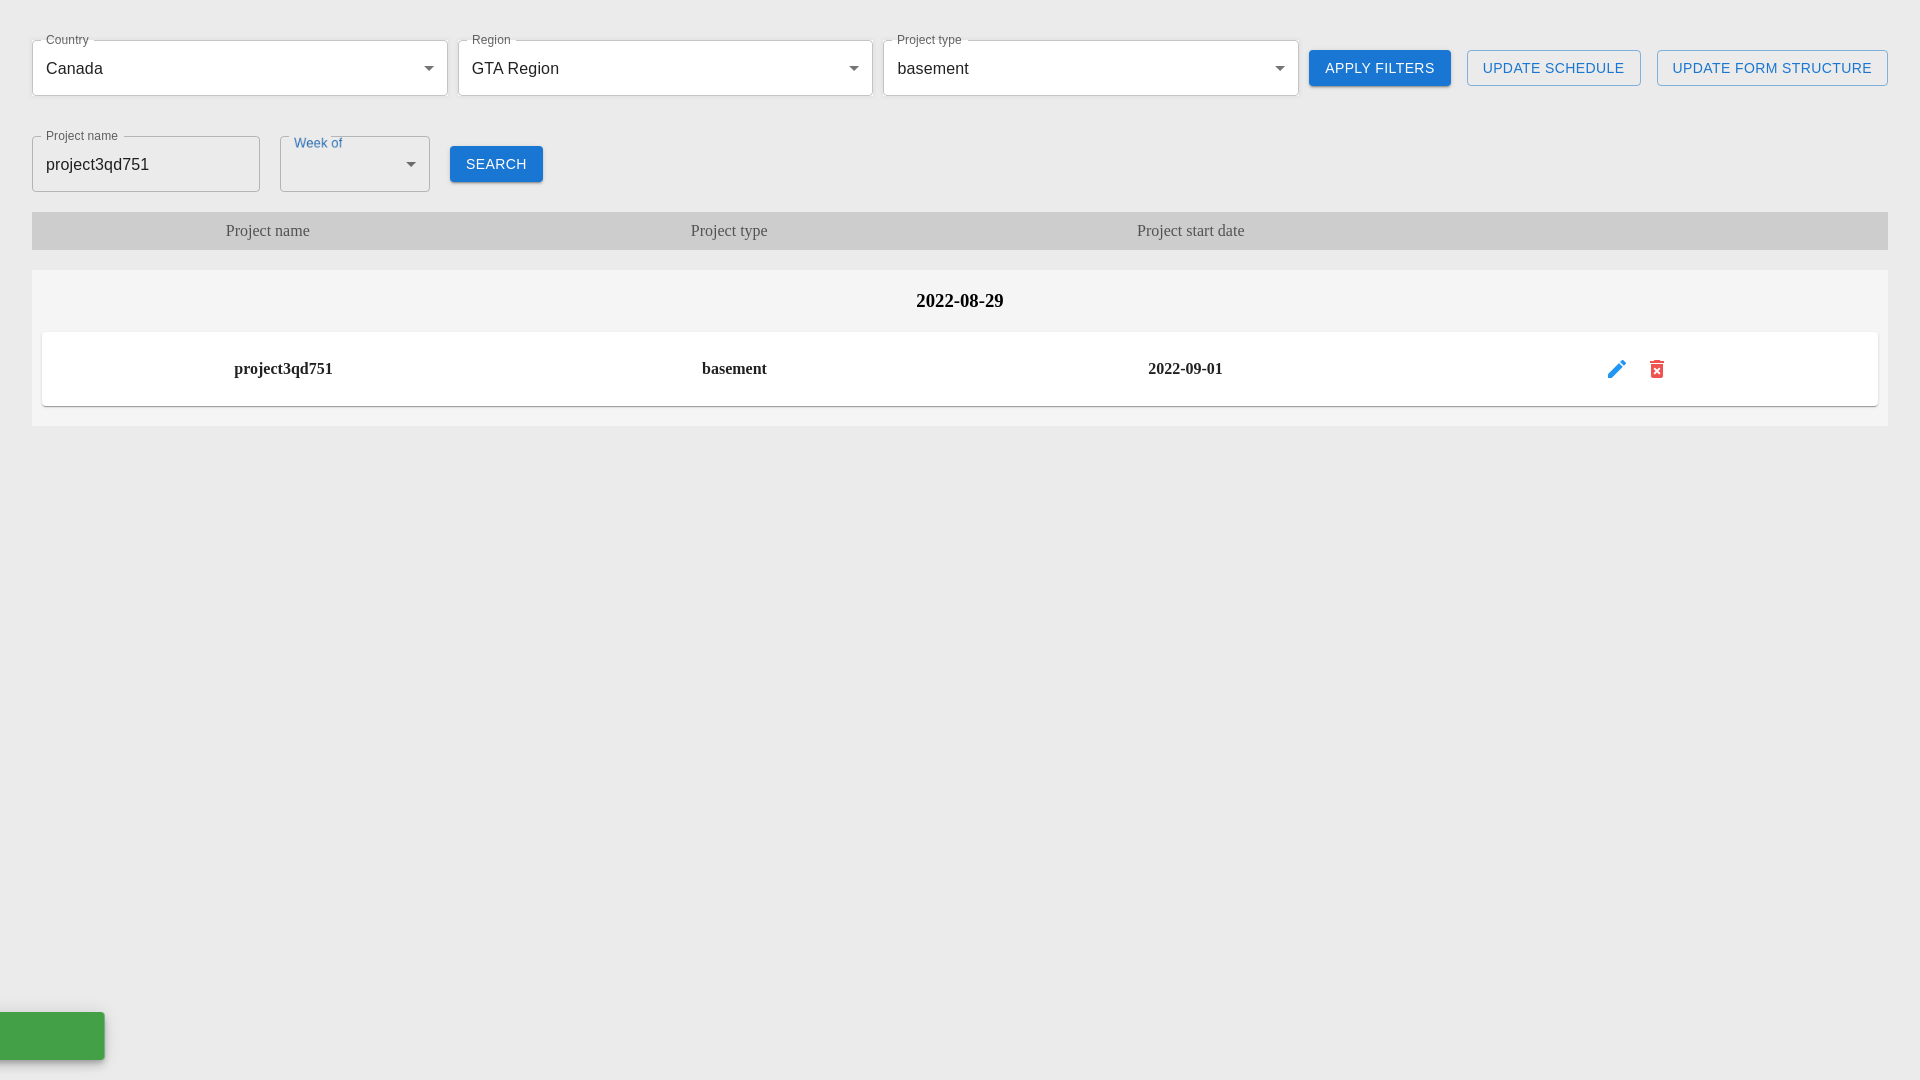 Country
Canada
Region
GTA Region
Project type
basement
APPLY FILTERS
UPDATE SCHEDULE
UPDATE FORM STRUCTURE
Project name
project3qd751
Week of
SEARCH
Project name Project type Project start date
2022-08-29
project3qd751 basement 2022-09-01